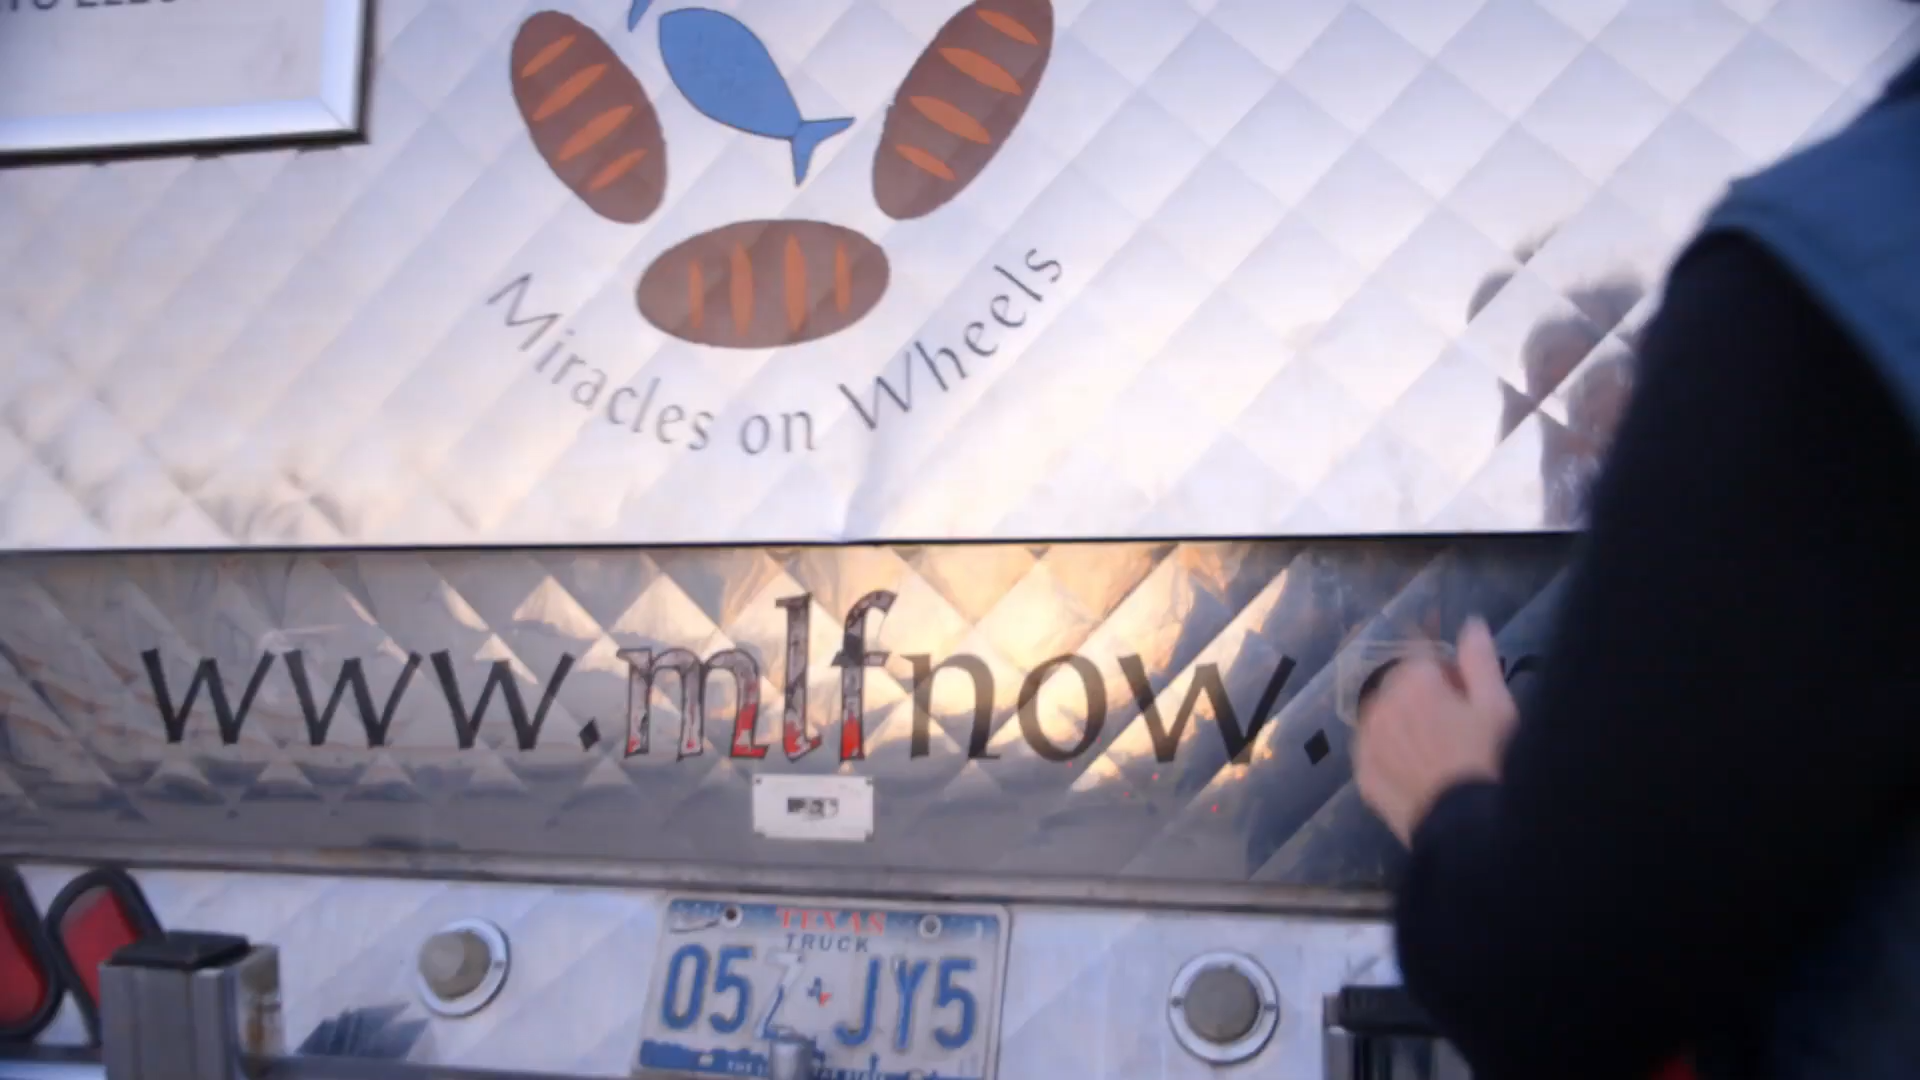 Miracles on Wheels
www.mlfnow.
TEXAS
TRUCK
05Z JY5